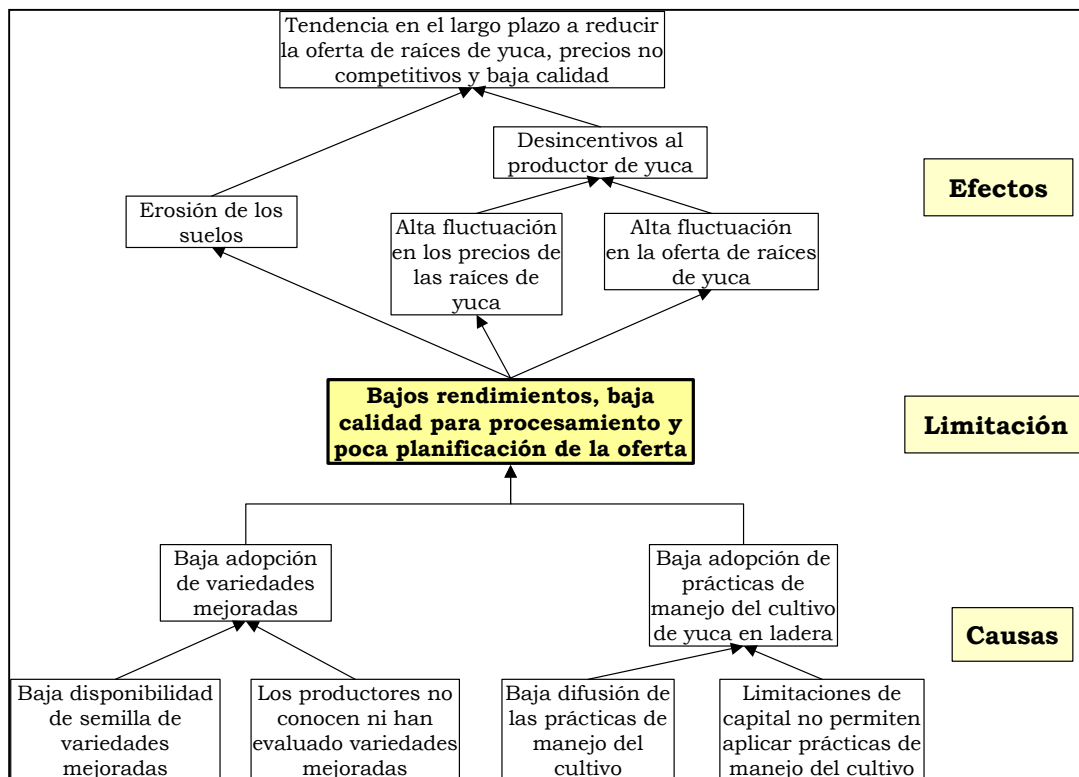 Tendencia en el largo plazo a reducir
la oferta de raíces de yuca, precios no
competitivos y baja calidad
Desincentivos al
productor de yuca
Efectos
Erosión de los
suelos
Alta fluctuación
en los precios de
las raíces de
yuca
Alta fluctuación
en la oferta de raíces
de yuca
Bajos rendimientos, baja
calidad para procesamiento y
poca planificación de la oferta
Limitación
Baja adopción
de variedades
mejoradas
Baja adopción de
prácticas de
manejo del cultivo
de yuca en ladera
Causas
Baja disponibilidad
de semilla de
variedades
mejoradas
Los productores no
conocen ni han
evaluado variedades
mejoradas
Baja difusión de
las prácticas de
manejo del
cultivo
Limitaciones de
capital no permiten
aplicar prácticas de
manejo del cultivo